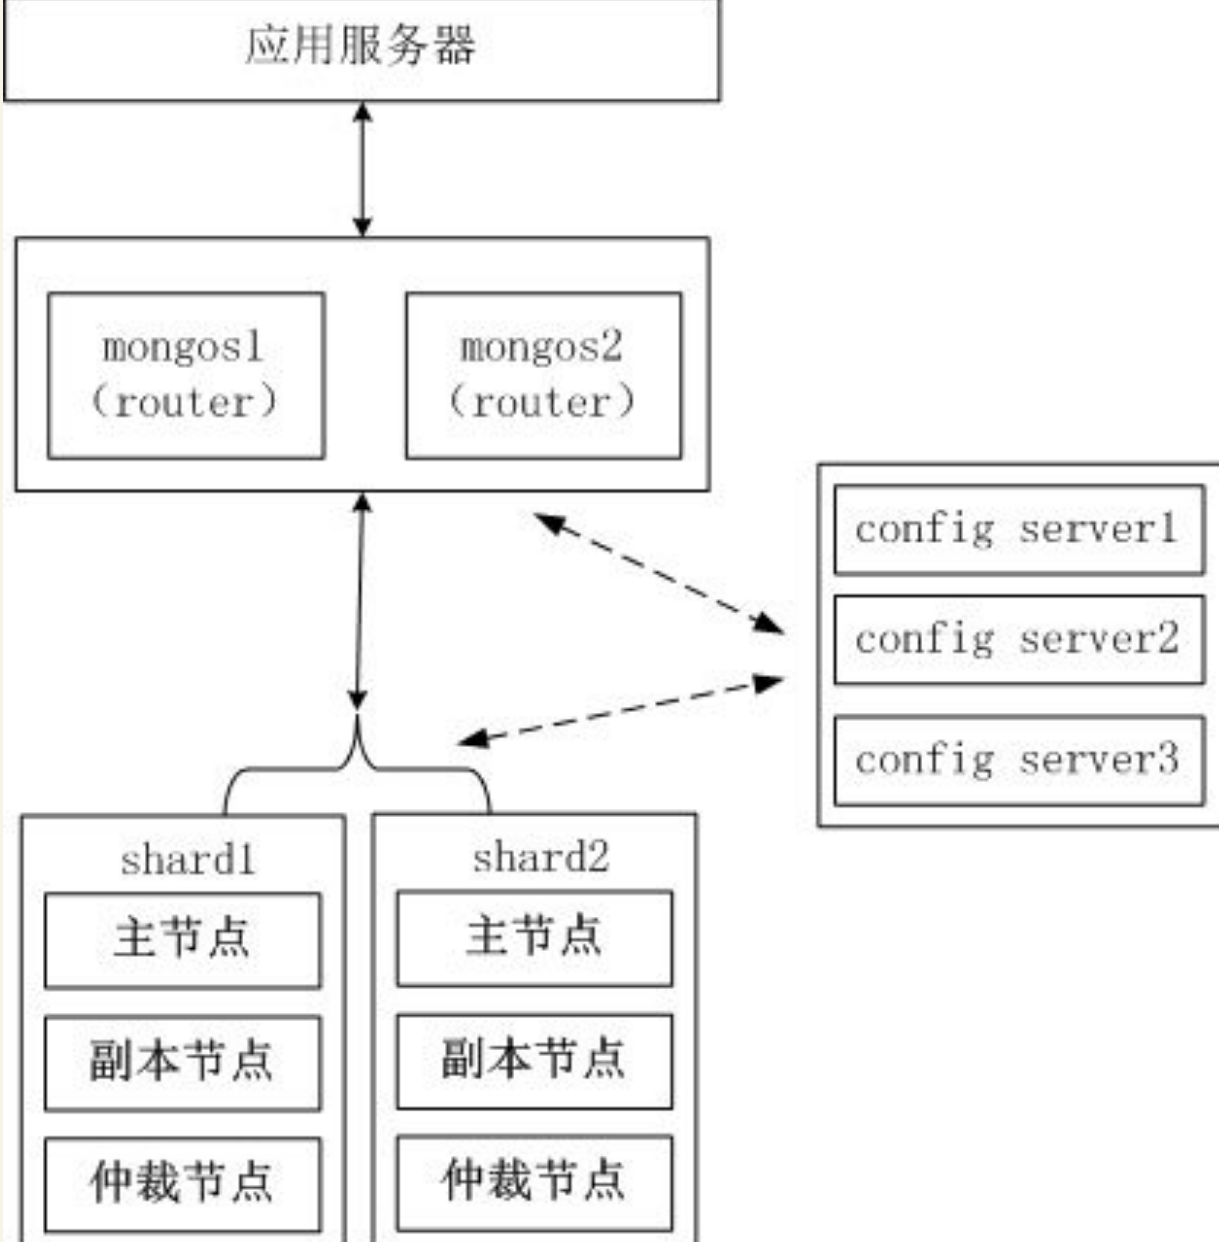 应用服务器
mongos1
（router）
mongos2
（router）
config server1
config server2
config server3
shard1
主节点
副本节点
仲裁节点
shard2
主节点
副本节点
仲裁节点